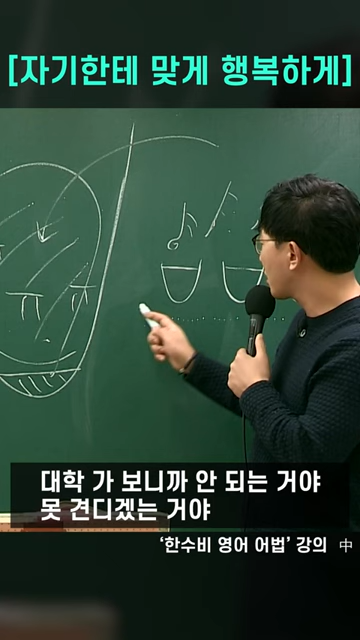 [자기한테 맞게 행복하게]
대학 가 보니까 안 되는 거야
못 견디겠는 거야
‘한수비 영어 어법’ 강의 中